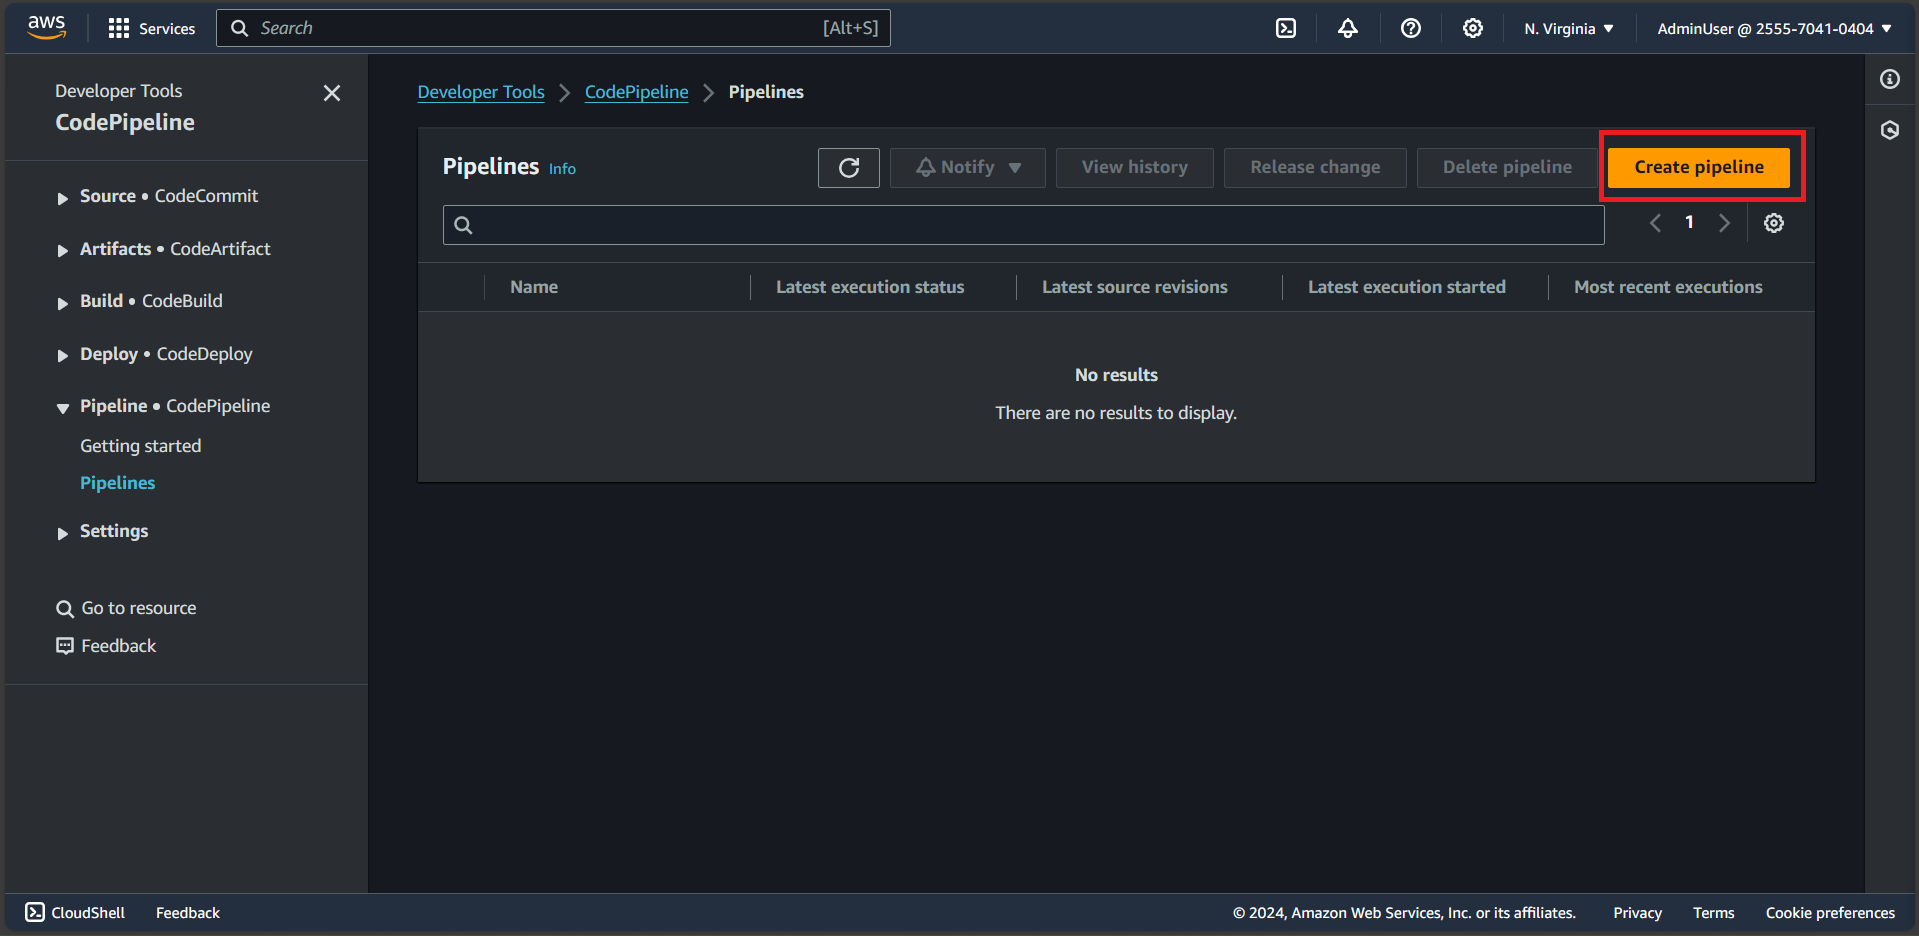 aws
Services
Search [Alt+S]
N. Virginia
AdminUser @ 2555-7041-0404
Developer Tools
CodePipeline
Source • CodeCommit
Artifacts • CodeArtifact
Build • CodeBuild
Deploy • CodeDeploy
Pipeline • CodePipeline
Getting started
Pipelines
Settings
Go to resource
Feedback
Developer Tools CodePipeline Pipelines
Pipelines Info
Notify
View history
Release change
Delete pipeline
Create pipeline
1
Name Latest execution status Latest source revisions Latest execution started Most recent executions
No results
There are no results to display.
CloudShell Feedback
© 2024, Amazon Web Services, Inc. or its affiliates. Privacy Terms Cookie preferences